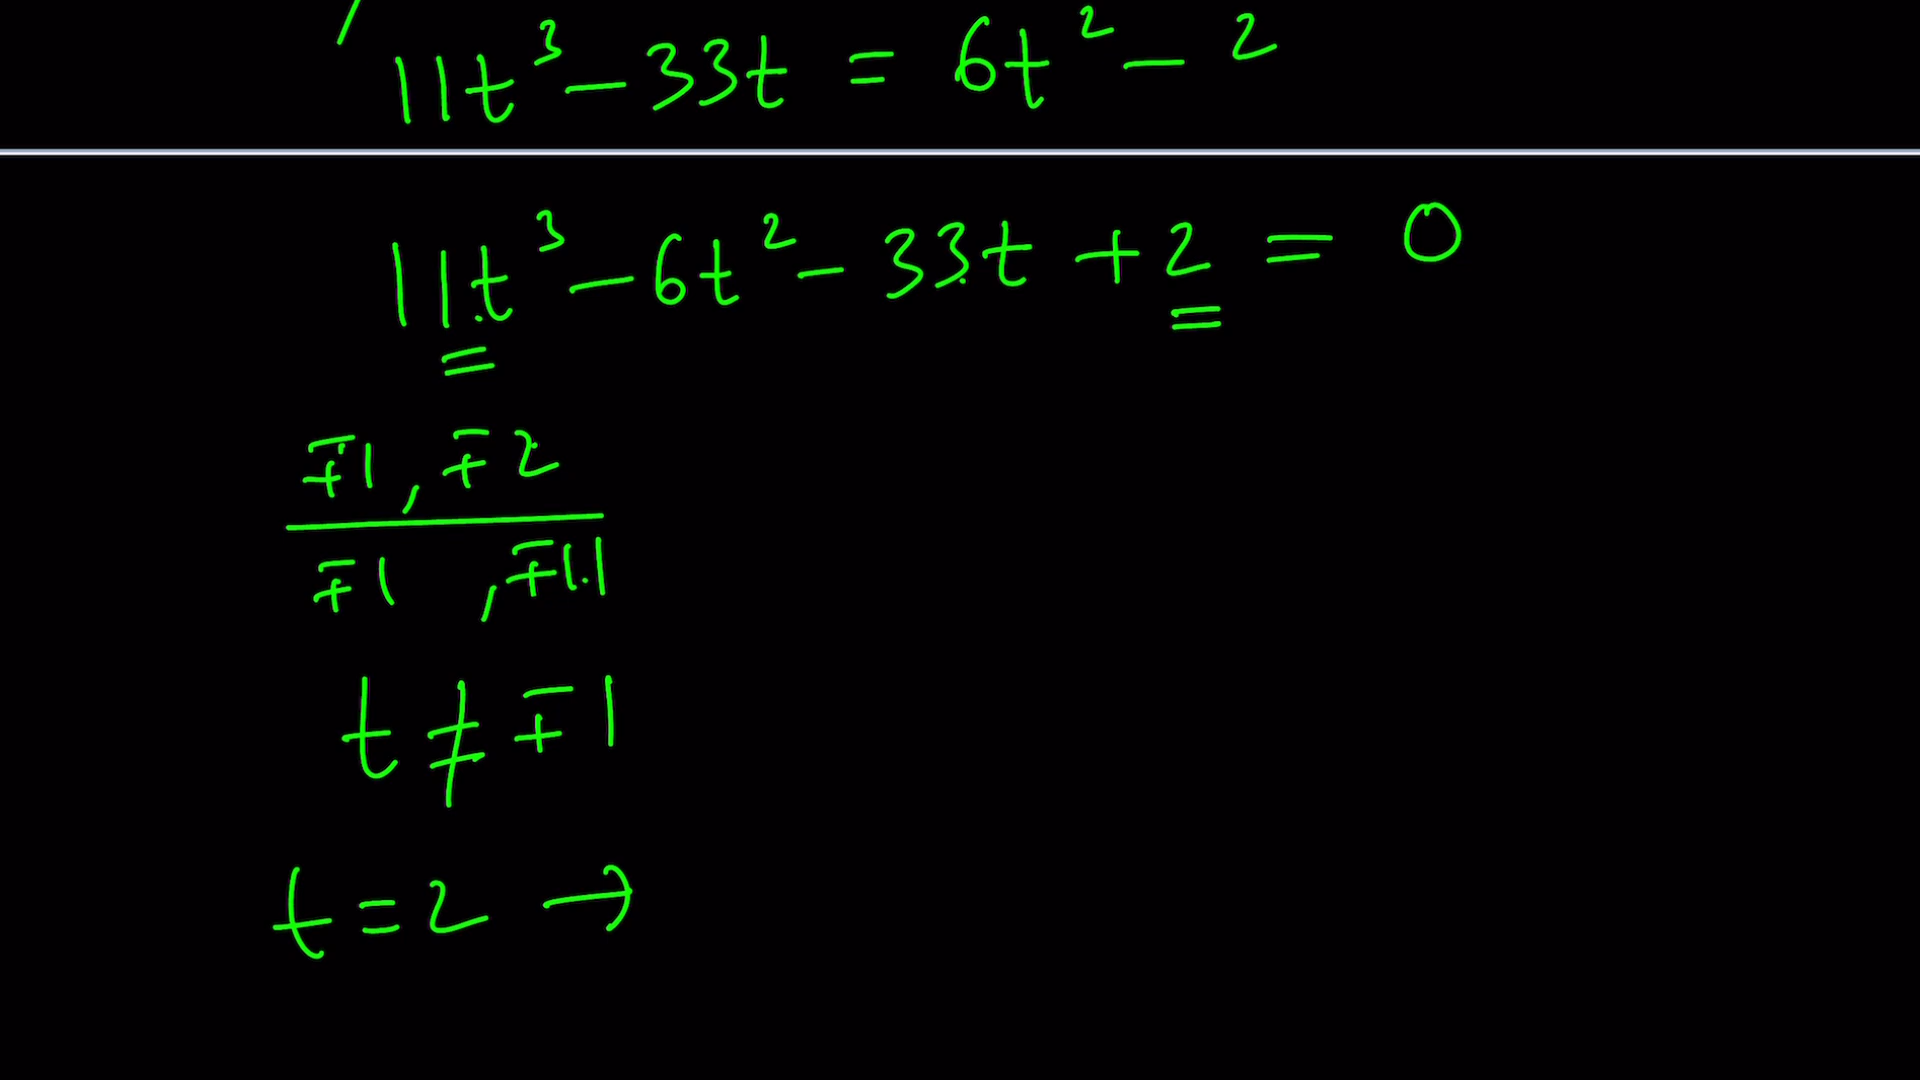 11t³ – 33t = 6t² – 2
11t³ – 6t² – 33t + 2 = 0
∓1, ∓2
∓1, ∓11
t ≠ ∓1
t = 2 →